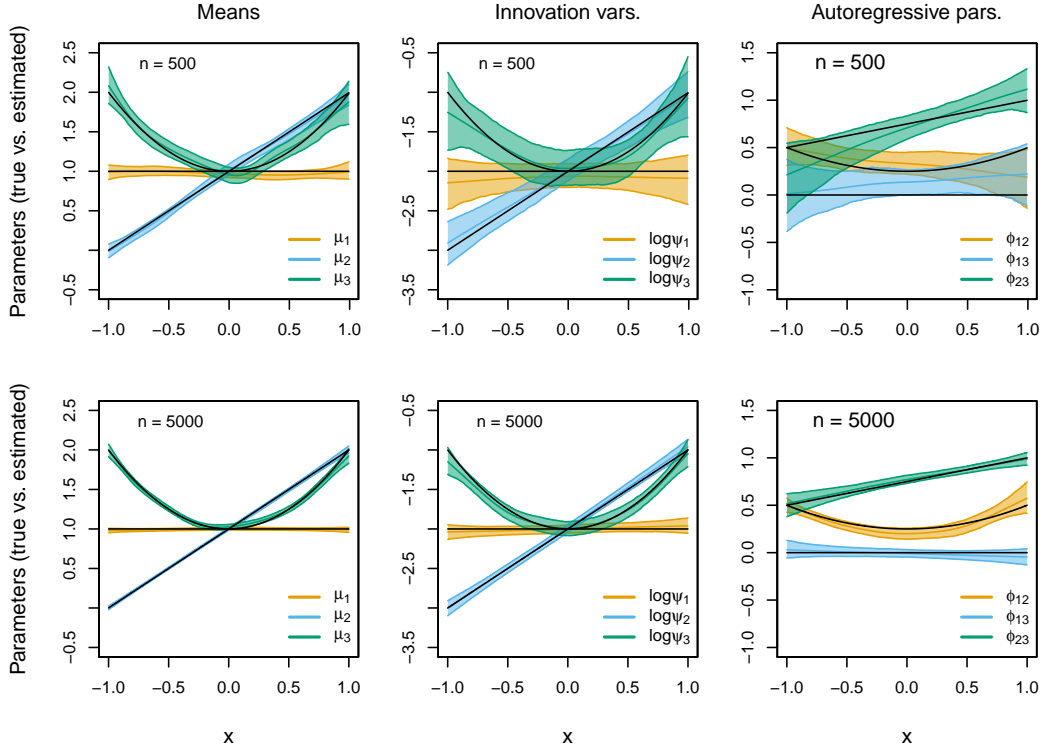 Means
Innovation vars.
Autoregressive pars.
Parameters (true vs. estimated)
2.5
2.0
1.5
1.0
0.5
−0.5
n = 500
μ1
μ2
μ3
−1.0
−0.5
0.0
0.5
1.0
−0.5
−1.5
−2.5
−3.5
n = 500
logψ1
logψ2
logψ3
−1.0
−0.5
0.0
0.5
1.0
1.5
1.0
0.5
0.0
−1.0
n = 500
ϕ12
ϕ13
ϕ23
−1.0
−0.5
0.0
0.5
1.0
Parameters (true vs. estimated)
2.5
2.0
1.5
1.0
0.5
−0.5
n = 5000
μ1
μ2
μ3
−1.0
−0.5
0.0
0.5
1.0
x
−0.5
−1.5
−2.5
−3.5
n = 5000
logψ1
logψ2
logψ3
−1.0
−0.5
0.0
0.5
1.0
x
1.5
1.0
0.5
0.0
−1.0
n = 5000
ϕ12
ϕ13
ϕ23
−1.0
−0.5
0.0
0.5
1.0
x